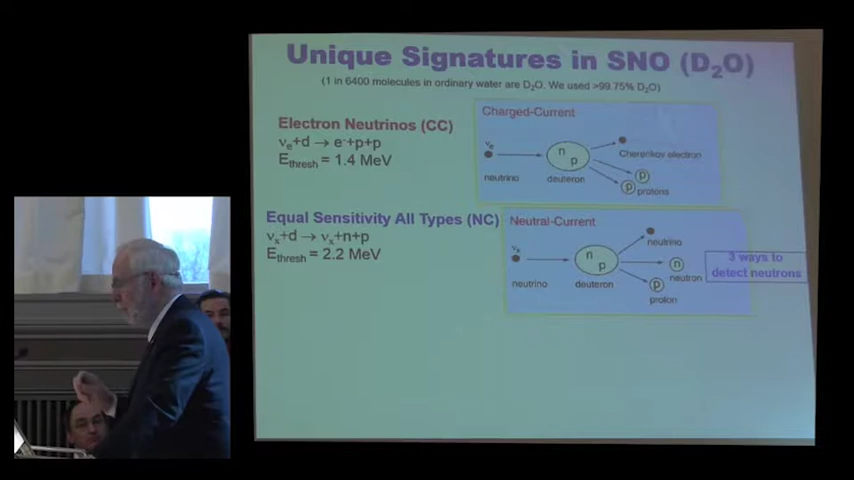 Unique Signatures in SNO (D₂O)
(1 in 6400 molecules in ordinary water are D₂O. We used >99.75% D₂O)
Electron Neutrinos (CC)
νₑ+d → e⁻+p+p
E_thresh = 1.4 MeV
Charged-Current
νₑ
n
p
Cherenkov electron
p
p
neutrino
deuteron
protons
Equal Sensitivity All Types (NC)
νₓ+d → νₓ+n+p
E_thresh = 2.2 MeV
Neutral-Current
νₓ
n
p
neutrino
n
neutron
p
neutrino
deuteron
proton
3 ways to
detect neutrons